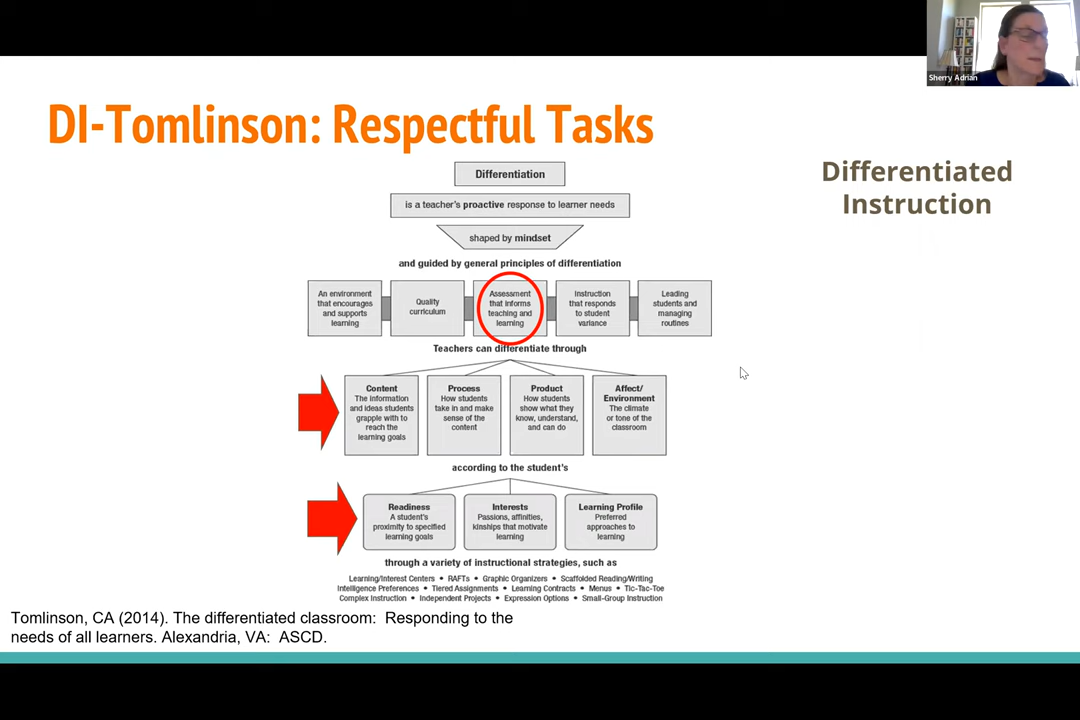 Sherry Adrian
DI-Tomlinson: Respectful Tasks
Differentiated
Instruction
Differentiation
is a teacher's proactive response to learner needs
shaped by mindset
and guided by general principles of differentiation
An environment
that encourages
and supports
learning
Quality
curriculum
Assessment
that informs
teaching and
learning
Instruction
that responds
to student
variance
Leading
students and
managing
routines
Teachers can differentiate through
Content
The information
and ideas students
grapple with to
reach the
learning goals
Process
How students
take in and make
sense of the
content
Product
How students
show what they
know, understand,
and can do
Affect/
Environment
The climate
or tone of the
classroom
according to the student's
Readiness
A student's
proximity to specified
learning goals
Interests
Passions, affinities,
kinships that motivate
learning
Learning Profile
Preferred
approaches to
learning
through a variety of instructional strategies, such as
Learning/Interest Centers • RAFTs • Graphic Organizers • Scaffolded Reading/Writing
Intelligence Preferences • Tiered Assignments • Learning Contracts • Menus • Tic-Tac-Toe
Complex Instruction • Independent Projects • Expression Options • Small-Group Instruction
Tomlinson, CA (2014). The differentiated classroom: Responding to the
needs of all learners. Alexandria, VA: ASCD.